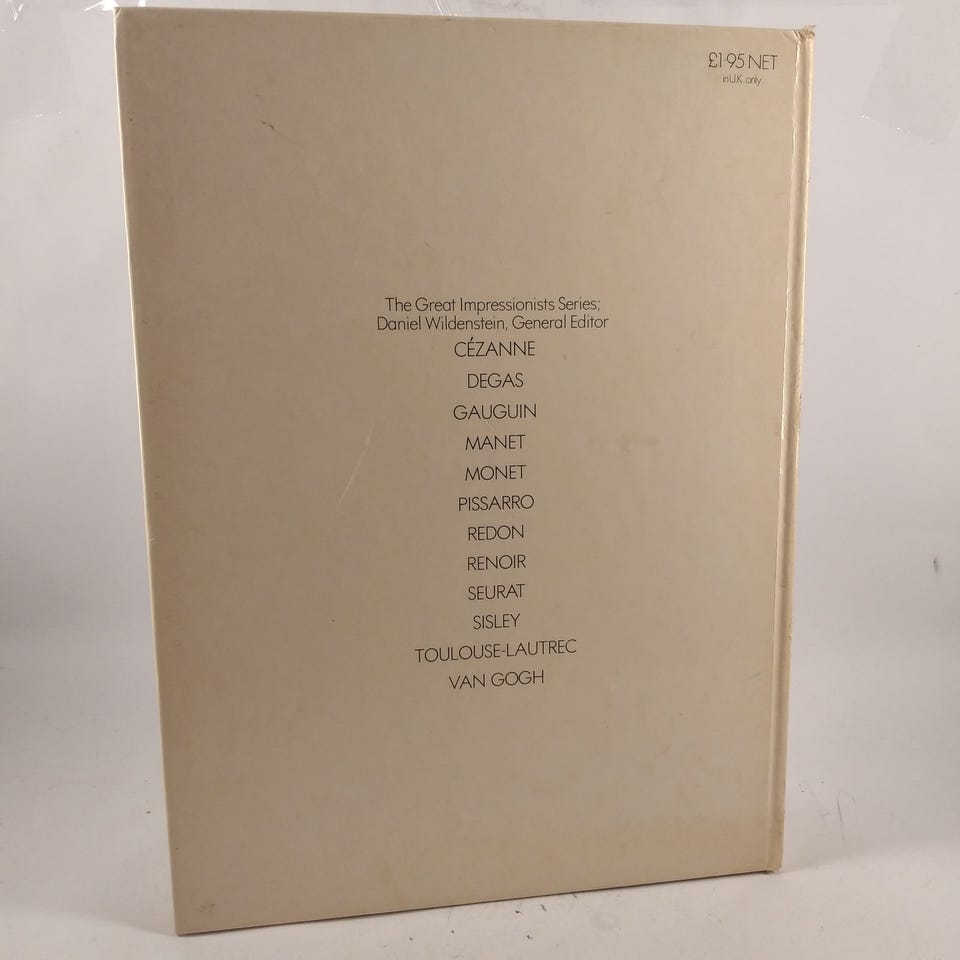 £1·95 NET
in U.K. only
The Great Impressionists Series;
Daniel Wildenstein, General Editor
CÉZANNE
DEGAS
GAUGUIN
MANET
MONET
PISSARRO
REDON
RENOIR
SEURAT
SISLEY
TOULOUSE-LAUTREC
VAN GOGH